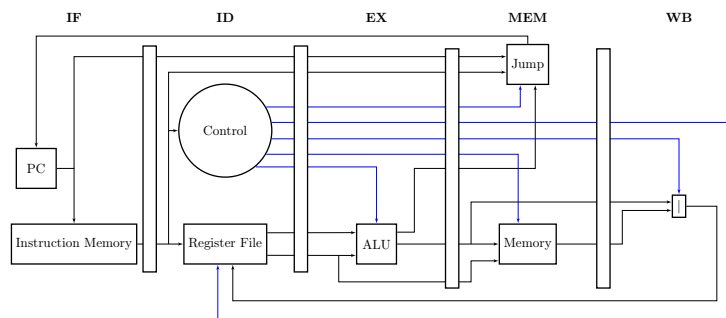 IF ID EX MEM WB
Jump
Control
PC
Instruction Memory Register File ALU Memory |